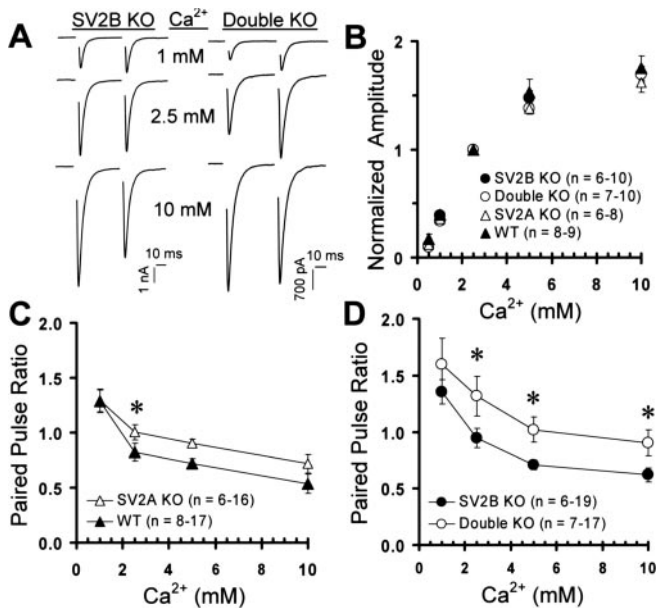 A
SV2B KO Ca2+ Double KO
1 mM
2.5 mM
10 mM
10 ms
1 nA
10 ms
700 pA
B
Normalized Amplitude
2
1
0
SV2B KO (n = 6-10)
Double KO (n = 7-10)
SV2A KO (n = 6-8)
WT (n = 8-9)
0 2 4 6 8 10
Ca2+ (mM)
C
Paired Pulse Ratio
2.0
1.5
1.0
0.5
0.0
*
SV2A KO (n = 6-16)
WT (n = 8-17)
0 2 4 6 8 10
Ca2+ (mM)
D
Paired Pulse Ratio
2.0
1.5
1.0
0.5
0.0
* * *
SV2B KO (n = 6-19)
Double KO (n = 7-17)
0 2 4 6 8 10
Ca2+ (mM)